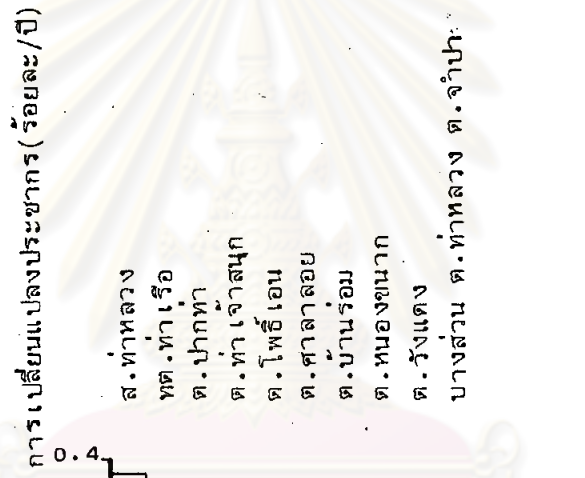 การเปลี่ยนแปลงประชากร(ร้อยละ/ปี)
0.4
ส.ท่าหลวง
ทต.ท่าเรือ
ต.ปากท่า
ต.ท่าเจ้าสนุก
ต.โพธิ์เอน
ต.ศาลาลอย
ต.บ้านร่อม
ต.หนองขนาก
ต.วังแดง
บางส่วน ต.ท่าหลวง ต.จำปา